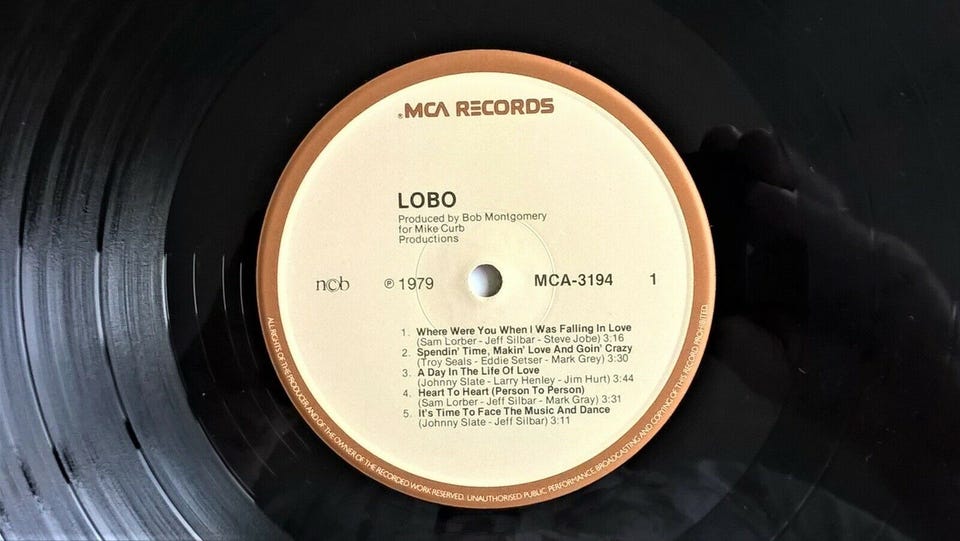 ®MCA RECORDS
LOBO
Produced by Bob Montgomery
for Mike Curb
Productions
n©b
℗ 1979
MCA-3194
1
1. Where Were You When I Was Falling In Love
(Sam Lorber - Jeff Silbar - Steve Jobe) 3:16
2. Spendin' Time, Makin' Love And Goin' Crazy
(Troy Seals - Eddie Setser - Mark Grey) 3:30
3. A Day In The Life Of Love
(Johnny Slate - Larry Henley - Jim Hurt) 3:44
4. Heart To Heart (Person To Person)
(Sam Lorber - Jeff Silbar - Mark Gray) 3:31
5. It's Time To Face The Music And Dance
(Johnny Slate - Jeff Silbar) 3:11
ALL RIGHTS OF THE PRODUCER AND OF THE OWNER OF THE RECORDED WORK RESERVED. UNAUTHORISED PUBLIC PERFORMANCE BROADCASTING AND COPYING OF THIS RECORD PROHIBITED